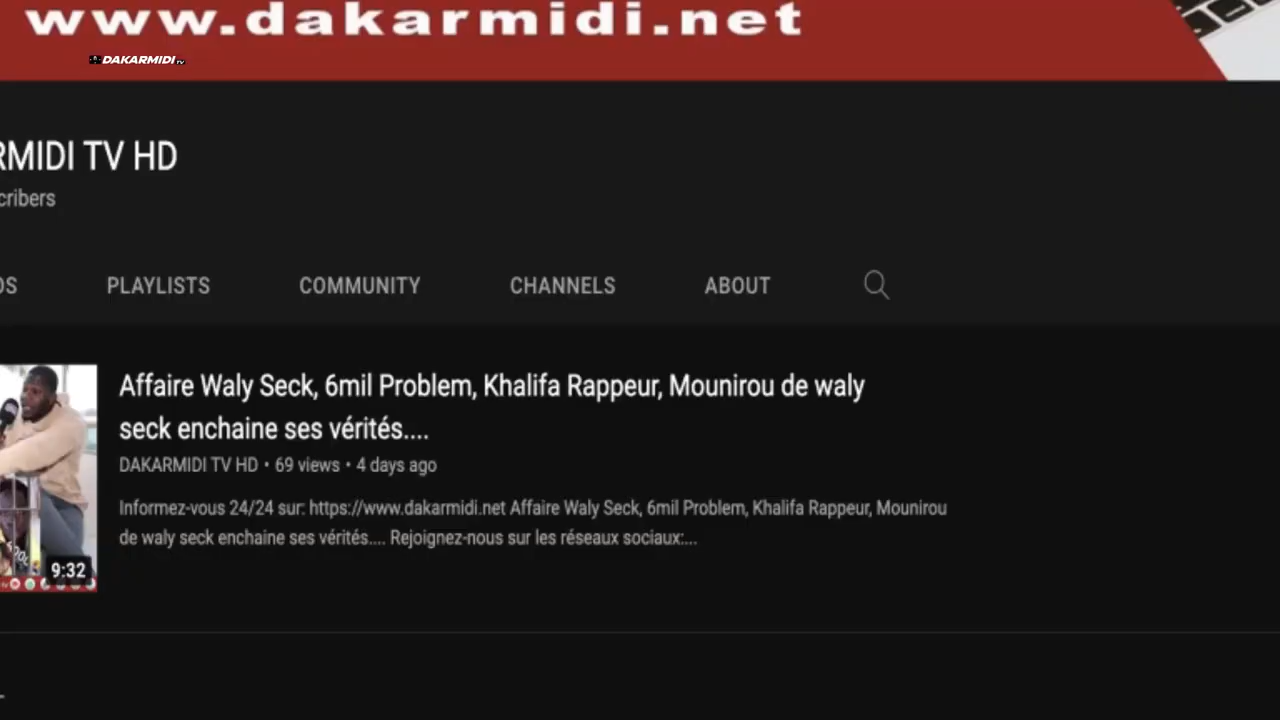 www.dakarmidi.net
DAKARMIDI TV
RMIDI TV HD
cribers
OS PLAYLISTS COMMUNITY CHANNELS ABOUT
Affaire Waly Seck, 6mil Problem, Khalifa Rappeur, Mounirou de waly
seck enchaine ses vérités....
DAKARMIDI TV HD • 69 views • 4 days ago
Informez-vous 24/24 sur: https://www.dakarmidi.net Affaire Waly Seck, 6mil Problem, Khalifa Rappeur, Mounirou
de waly seck enchaine ses vérités.... Rejoignez-nous sur les réseaux sociaux:...
9:32